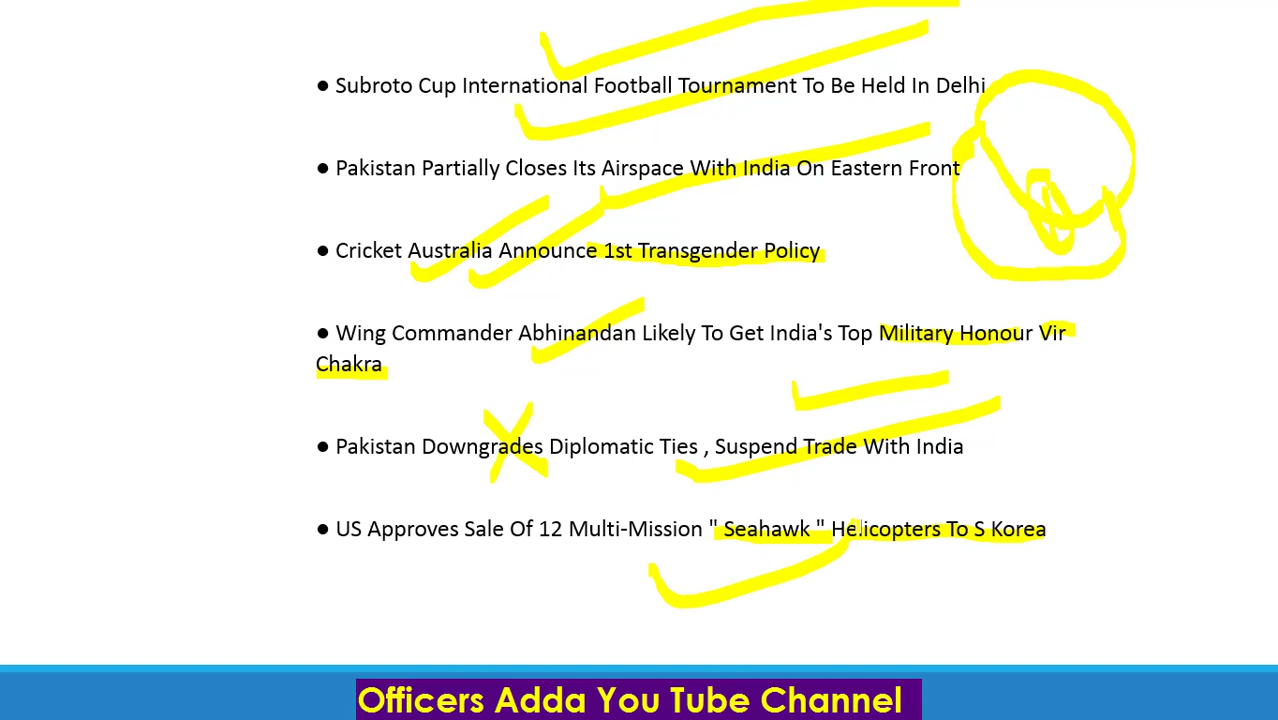 ● Subroto Cup International Football Tournament To Be Held In Delhi
● Pakistan Partially Closes Its Airspace With India On Eastern Front
● Cricket Australia Announce 1st Transgender Policy
● Wing Commander Abhinandan Likely To Get India's Top Military Honour Vir
Chakra
● Pakistan Downgrades Diplomatic Ties , Suspend Trade With India
● US Approves Sale Of 12 Multi-Mission " Seahawk " Helicopters To S Korea
Officers Adda You Tube Channel